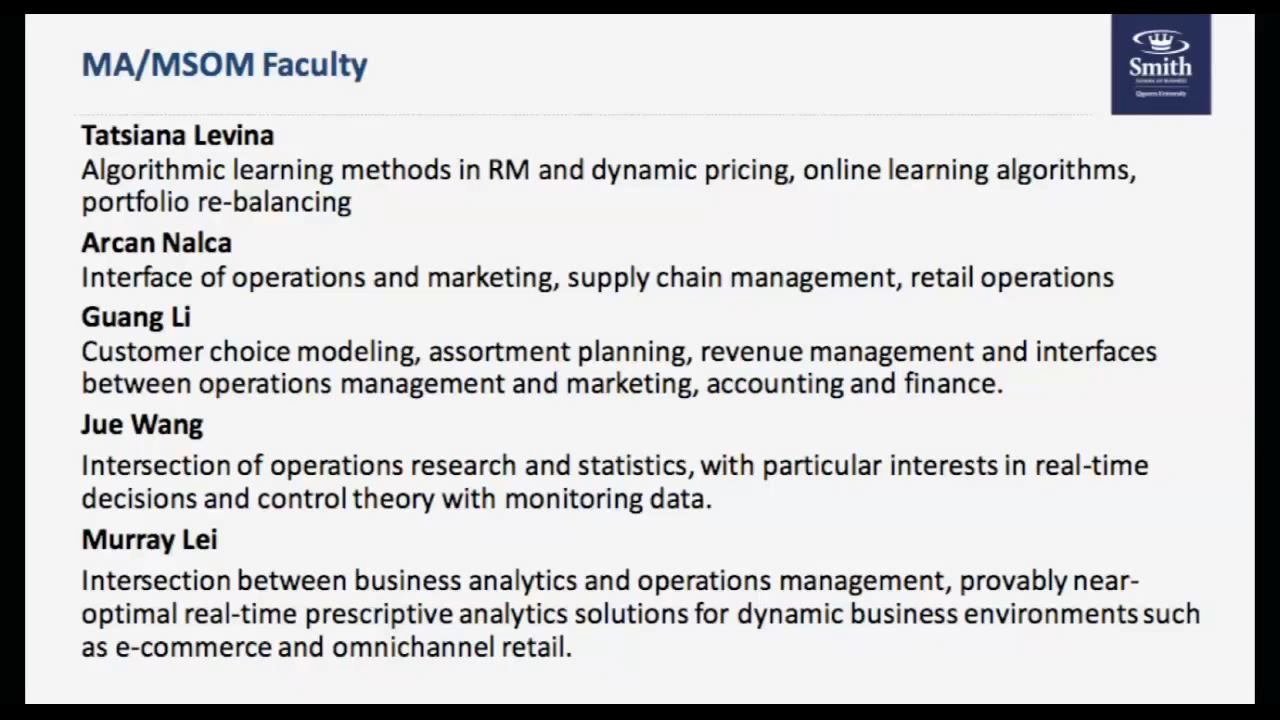 MA/MSOM Faculty
Smith
SCHOOL OF BUSINESS
Queen's University
Tatsiana Levina
Algorithmic learning methods in RM and dynamic pricing, online learning algorithms,
portfolio re-balancing
Arcan Nalca
Interface of operations and marketing, supply chain management, retail operations
Guang Li
Customer choice modeling, assortment planning, revenue management and interfaces
between operations management and marketing, accounting and finance.
Jue Wang
Intersection of operations research and statistics, with particular interests in real-time
decisions and control theory with monitoring data.
Murray Lei
Intersection between business analytics and operations management, provably near-
optimal real-time prescriptive analytics solutions for dynamic business environments such
as e-commerce and omnichannel retail.